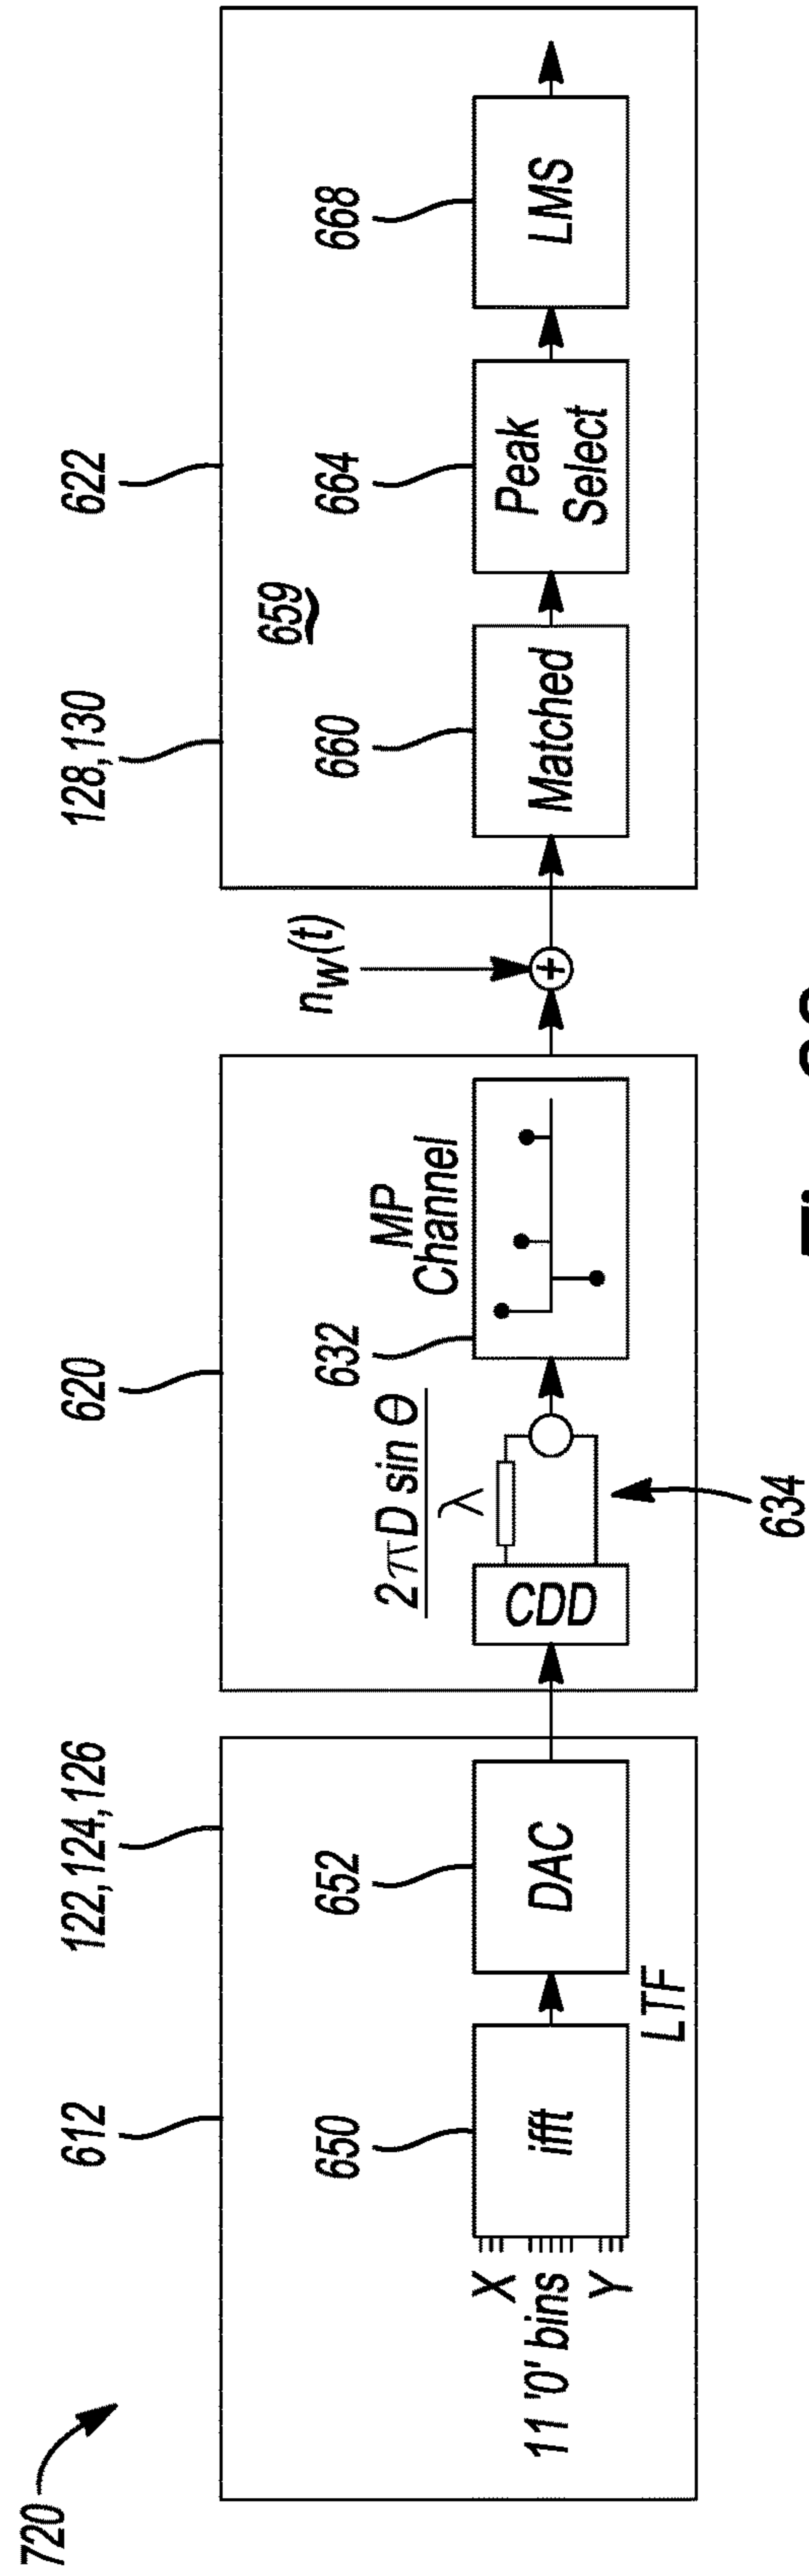 720
612
122,124,126
620
128,130
622
650
652
632
MP
Channel
2πD sin Θ
λ
n_w(t)
659
660
664
668
X
11 '0' bins
Y
ifft
DAC
LTF
CDD
634
+
Matched
Peak
Select
LMS